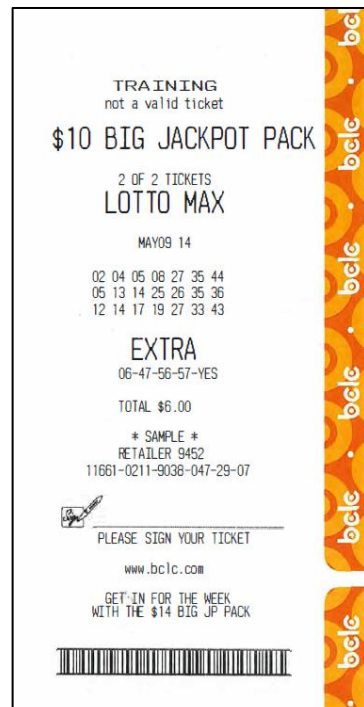 TRAINING
not a valid ticket
$10 BIG JACKPOT PACK
2 OF 2 TICKETS
LOTTO MAX
MAY09 14
02 04 05 08 27 35 44
05 13 14 25 26 35 36
12 14 17 19 27 33 43
EXTRA
06-47-56-57-YES
TOTAL $6.00
* SAMPLE *
RETAILER 9452
11661-0211-9038-047-29-07
Sign
PLEASE SIGN YOUR TICKET
www.bclc.com
GET IN FOR THE WEEK
WITH THE $14 BIG JP PACK
bclc
bclc
bclc
bclc
bclc
bclc